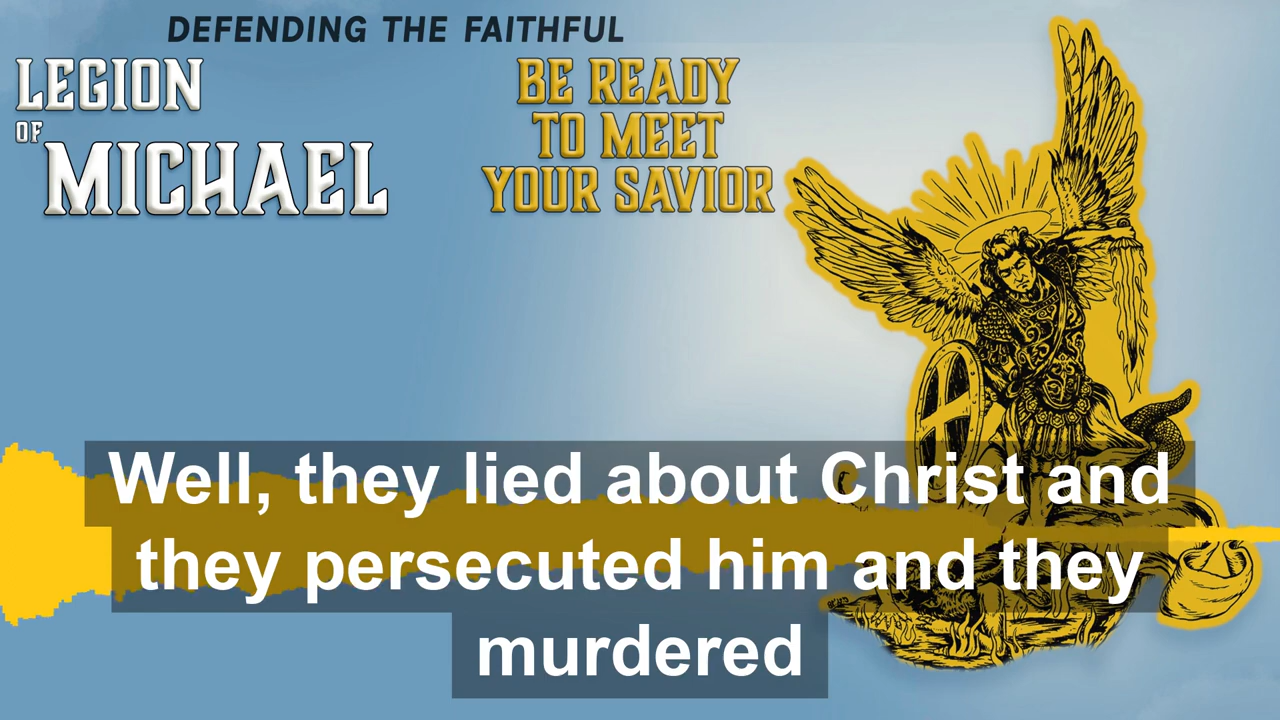 DEFENDING THE FAITHFUL
LEGION
OF
MICHAEL
BE READY
TO MEET
YOUR SAVIOR
Well, they lied about Christ and
they persecuted him and they
murdered